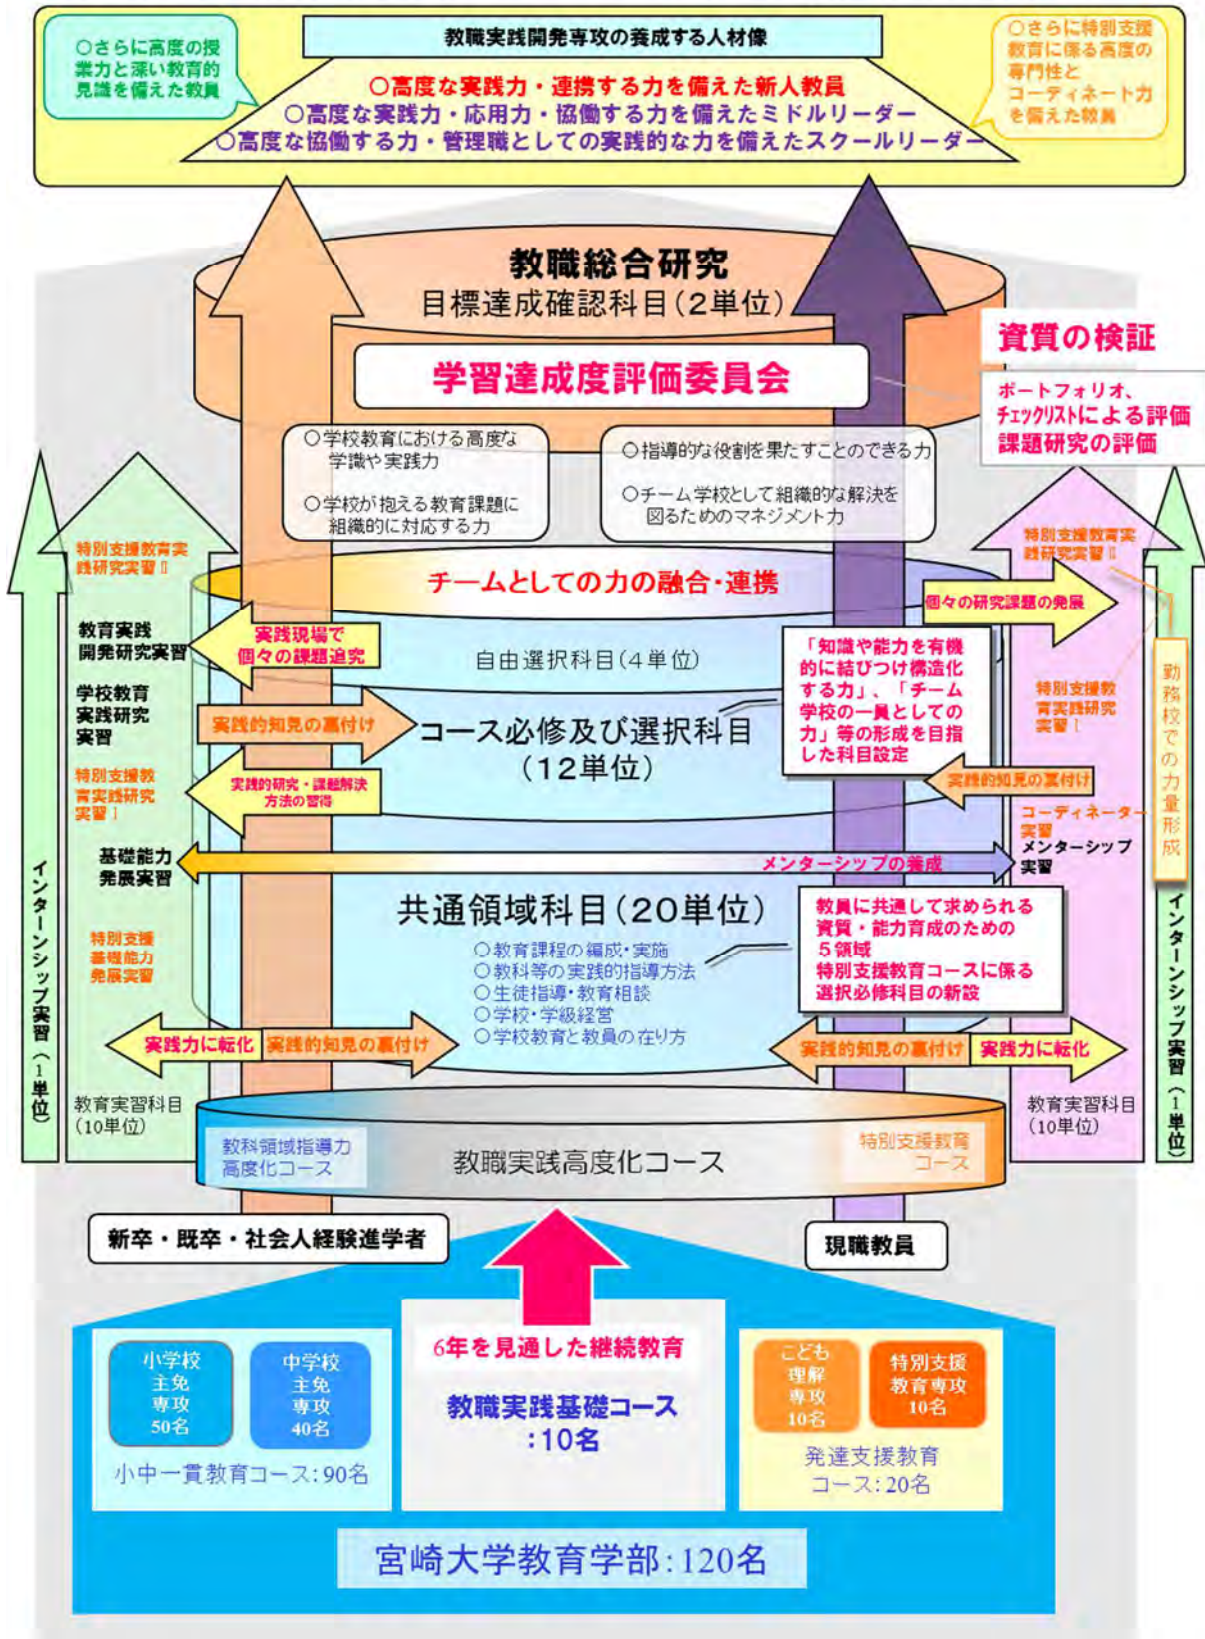 教職実践開発専攻の養成する人材像
○さらに高度の授
業力と深い教育的
見識を備えた教員
○さらに特別支援
教育に係る高度の
専門性と
コーディネート力
を備えた教員
○高度な実践力・連携する力を備えた新人教員
○高度な実践力・応用力・協働する力を備えたミドルリーダー
○高度な協働する力・管理職としての実践的な力を備えたスクールリーダー
教職総合研究
目標達成確認科目(2単位)
学習達成度評価委員会
資質の検証
ポートフォリオ、
チェックリストによる評価
課題研究の評価
○学校教育における高度な
学識や実践力
○学校が抱える教育課題に
組織的に対応する力
○指導的な役割を果たすことのできる力
○チーム学校として組織的な解決を
図るためのマネジメント力
チームとしての力の融合・連携
特別支援教育実
践研究実習Ⅱ
教育実践
開発研究実習
学校教育
実践研究
実習
特別支援教
育実践研究
実習Ⅰ
基礎能力
発展実習
特別支援
基礎能力
発展実習
教育実習科目
(10単位)
インターンシップ実習(1単位)
実践現場で
個々の課題追究
自由選択科目(4単位)
実践的知見の裏付け
コース必修及び選択科目
(12単位)
実践的研究・課題解決
方法の習得
「知識や能力を有機
的に結びつけ構造化
する力」、「チーム
学校の一員としての
力」等の形成を目指
した科目設定
個々の研究課題の発展
特別支援教育実
践研究実習Ⅱ
特別支援教
育実践研究
実習Ⅰ
実践的知見の裏付け
コーディネーター
実習
メンターシップ
実習
勤務校での力量形成
インターンシップ実習(1単位)
メンターシップの養成
共通領域科目(20単位)
○教育課程の編成・実施
○教科等の実践的指導方法
○生徒指導・教育相談
○学校・学級経営
○学校教育と教員の在り方
教員に共通して求められる
資質・能力育成のための
5領域
特別支援教育コースに係る
選択必修科目の新設
実践力に転化
実践的知見の裏付け
実践的知見の裏付け
実践力に転化
教育実習科目
(10単位)
教科領域指導力
高度化コース
教職実践高度化コース
特別支援教育
コース
新卒・既卒・社会人経験進学者
現職教員
小学校
主免
専攻
50名
中学校
主免
専攻
40名
小中一貫教育コース:90名
6年を見通した継続教育
教職実践基礎コース
:10名
こども
理解
専攻
10名
特別支援
教育専攻
10名
発達支援教育
コース:20名
宮崎大学教育学部:120名